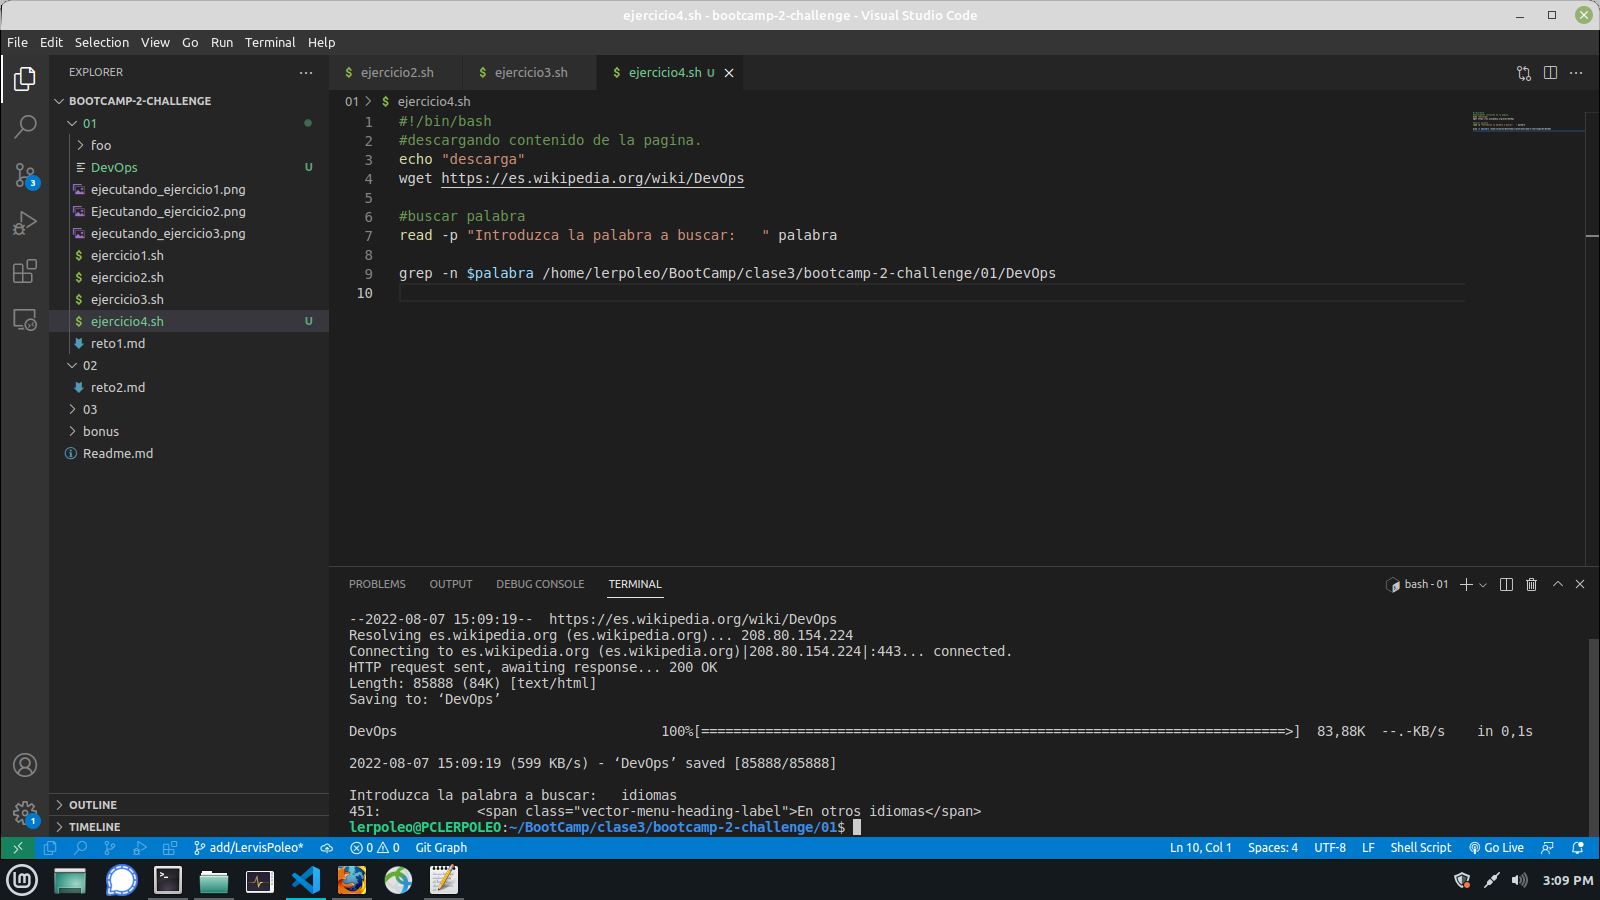 ejercicio4.sh - bootcamp-2-challenge - Visual Studio Code
File Edit Selection View Go Run Terminal Help
EXPLORER
BOOTCAMP-2-CHALLENGE
01
foo
DevOps U
ejecutando_ejercicio1.png
Ejecutando_ejercicio2.png
ejecutando_ejercicio3.png
ejercicio1.sh
ejercicio2.sh
ejercicio3.sh
ejercicio4.sh U
reto1.md
02
reto2.md
03
bonus
Readme.md
OUTLINE
TIMELINE
ejercicio2.sh ejercicio3.sh ejercicio4.sh U
01 > $ ejercicio4.sh
1 #!/bin/bash
2 #descargando contenido de la pagina.
3 echo "descarga"
4 wget https://es.wikipedia.org/wiki/DevOps
5
6 #buscar palabra
7 read -p "Introduzca la palabra a buscar:   " palabra
8
9 grep -n $palabra /home/lerpoleo/BootCamp/clase3/bootcamp-2-challenge/01/DevOps
10
PROBLEMS OUTPUT DEBUG CONSOLE TERMINAL
bash - 01
--2022-08-07 15:09:19--  https://es.wikipedia.org/wiki/DevOps
Resolving es.wikipedia.org (es.wikipedia.org)... 208.80.154.224
Connecting to es.wikipedia.org (es.wikipedia.org)|208.80.154.224|:443... connected.
HTTP request sent, awaiting response... 200 OK
Length: 85888 (84K) [text/html]
Saving to: ‘DevOps’
DevOps 100%[=========================================================================>] 83,88K --.-KB/s in 0,1s
2022-08-07 15:09:19 (599 KB/s) - ‘DevOps’ saved [85888/85888]
Introduzca la palabra a buscar:   idiomas
451: <span class="vector-menu-heading-label">En otros idiomas</span>
lerpoleo@PCLERPOLEO:~/BootCamp/clase3/bootcamp-2-challenge/01$
add/LervisPoleo* 0 0 Git Graph Ln 10, Col 1 Spaces: 4 UTF-8 LF Shell Script Go Live
3:09 PM